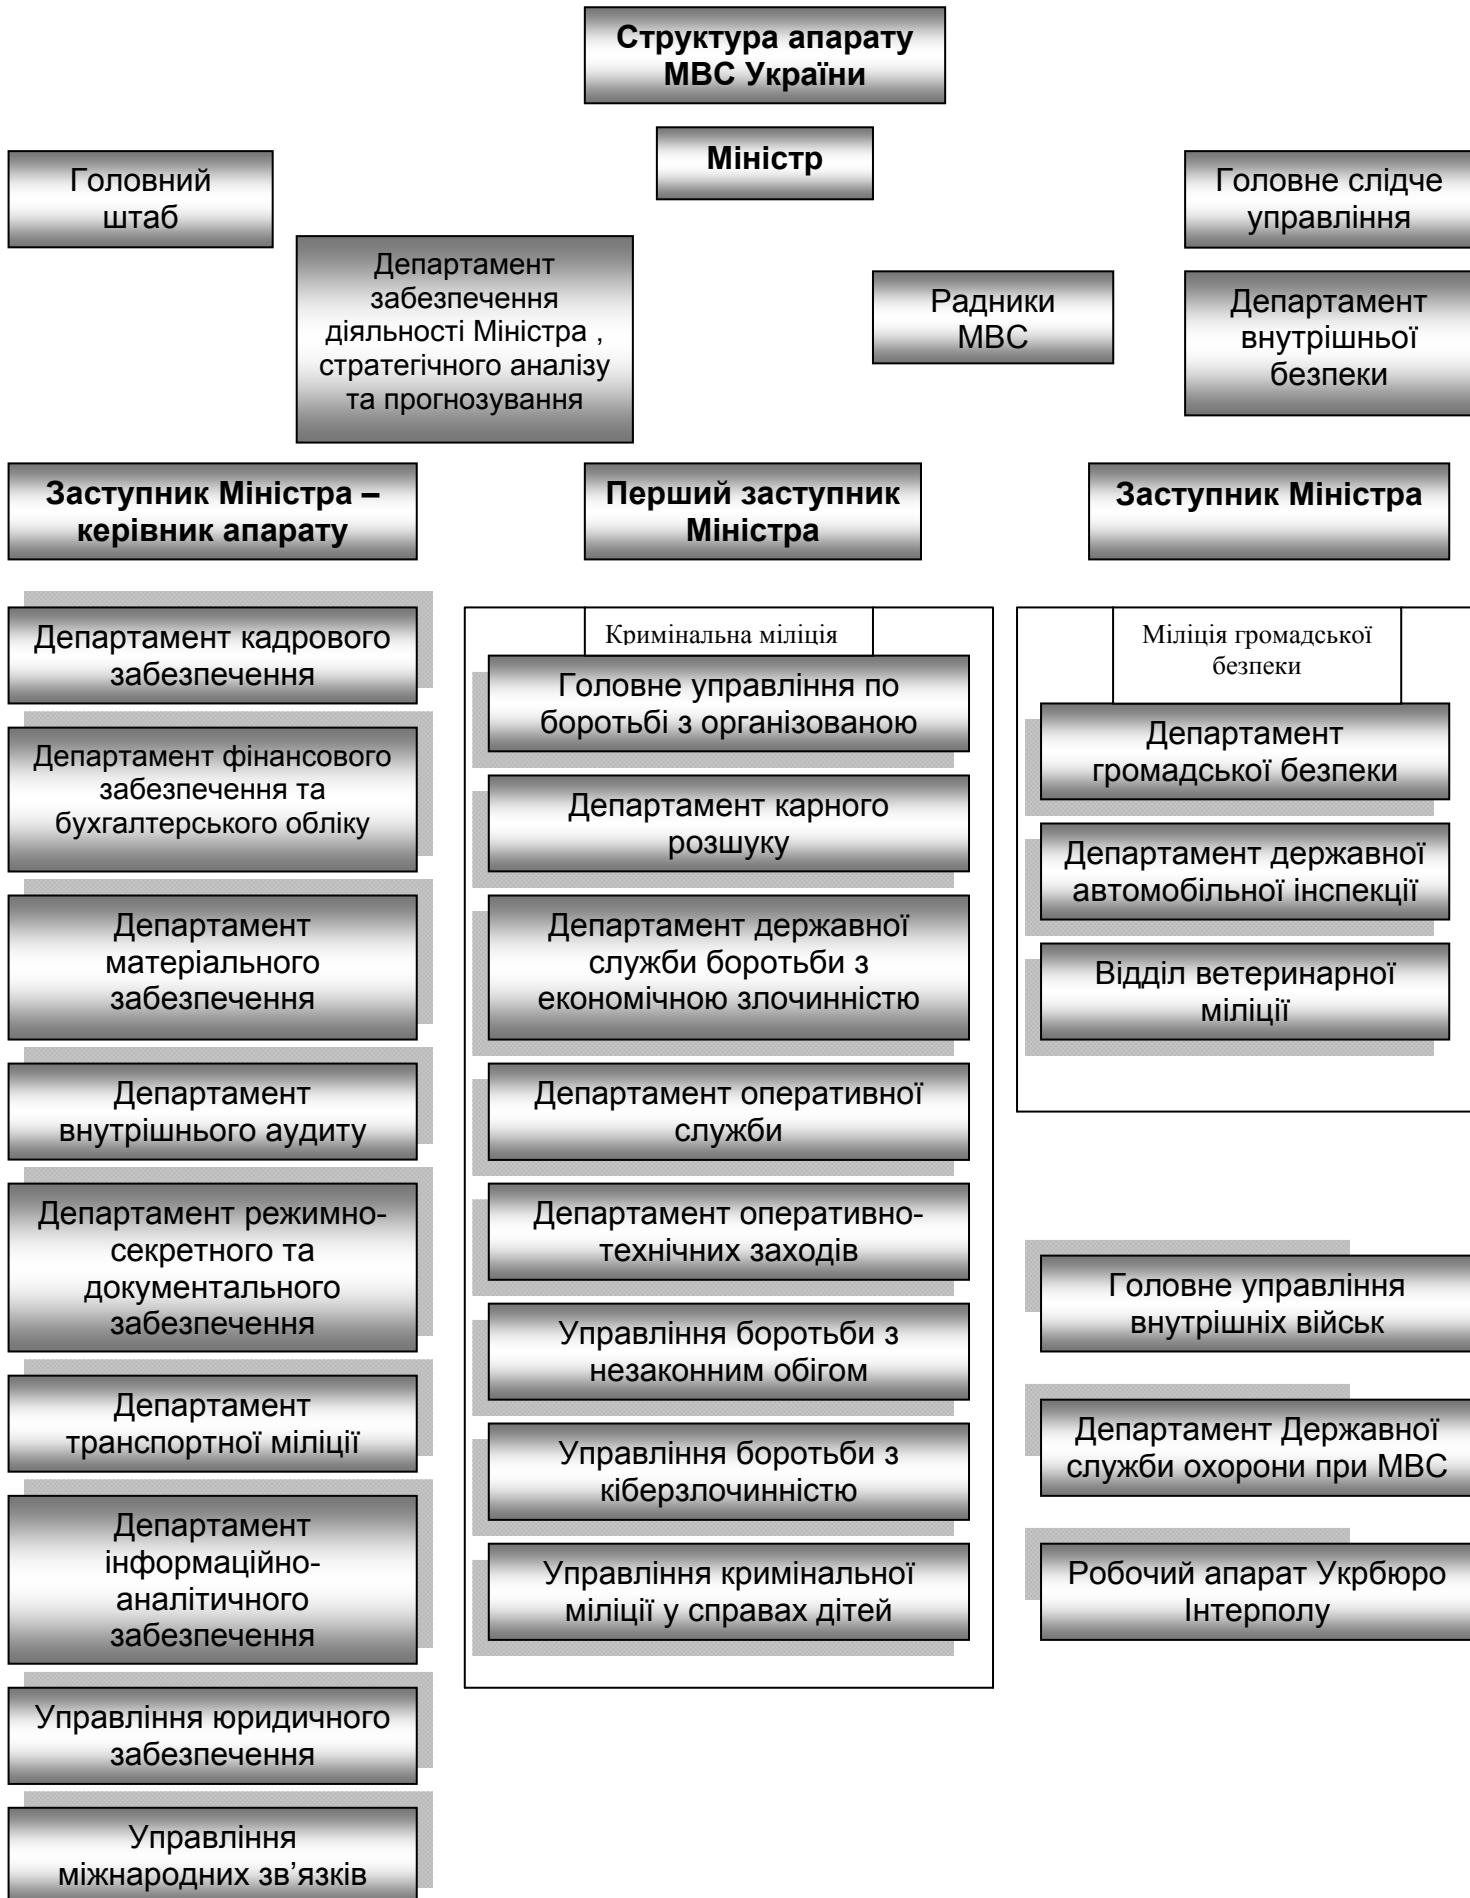 Структура апарату
МВС України
Міністр
Головний
штаб
Головне слідче
управління
Департамент
забезпечення
діяльності Міністра ,
стратегічного аналізу
та прогнозування
Радники
МВС
Департамент
внутрішньої
безпеки
Заступник Міністра –
керівник апарату
Перший заступник
Міністра
Заступник Міністра
Департамент кадрового
забезпечення
Департамент фінансового
забезпечення та
бухгалтерського обліку
Департамент
матеріального
забезпечення
Департамент
внутрішнього аудиту
Департамент режимно-
секретного та
документального
забезпечення
Департамент
транспортної міліції
Департамент
інформаційно-
аналітичного
забезпечення
Управління юридичного
забезпечення
Управління
міжнародних зв’язків
Кримінальна міліція
Головне управління по
боротьбі з організованою
Департамент карного
розшуку
Департамент державної
служби боротьби з
економічною злочинністю
Департамент оперативної
служби
Департамент оперативно-
технічних заходів
Управління боротьби з
незаконним обігом
Управління боротьби з
кіберзлочинністю
Управління кримінальної
міліції у справах дітей
Міліція громадської
безпеки
Департамент
громадської безпеки
Департамент державної
автомобільної інспекції
Відділ ветеринарної
міліції
Головне управління
внутрішніх військ
Департамент Державної
служби охорони при МВС
Робочий апарат Укрбюро
Інтерполу